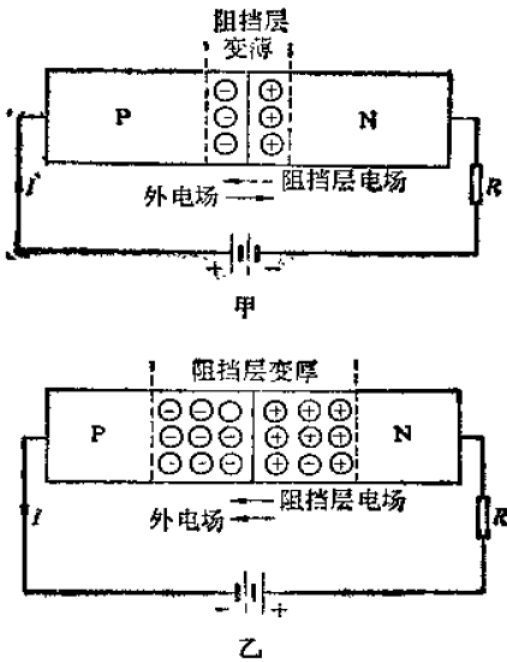 阻挡层
变薄
P
N
⊖ ⊕
⊖ ⊕
⊖ ⊕
阻挡层电场
外电场
I
R
+ -
甲
阻挡层变厚
P
N
⊖ ⊖ ○ ⊕ ⊕ ⊕
⊖ ⊖ ⊖ ⊕ ⊕ ⊕
⊖ ⊖ ⊖ ⊕ ⊖ ⊕
阻挡层电场
外电场
I
R
- +
乙